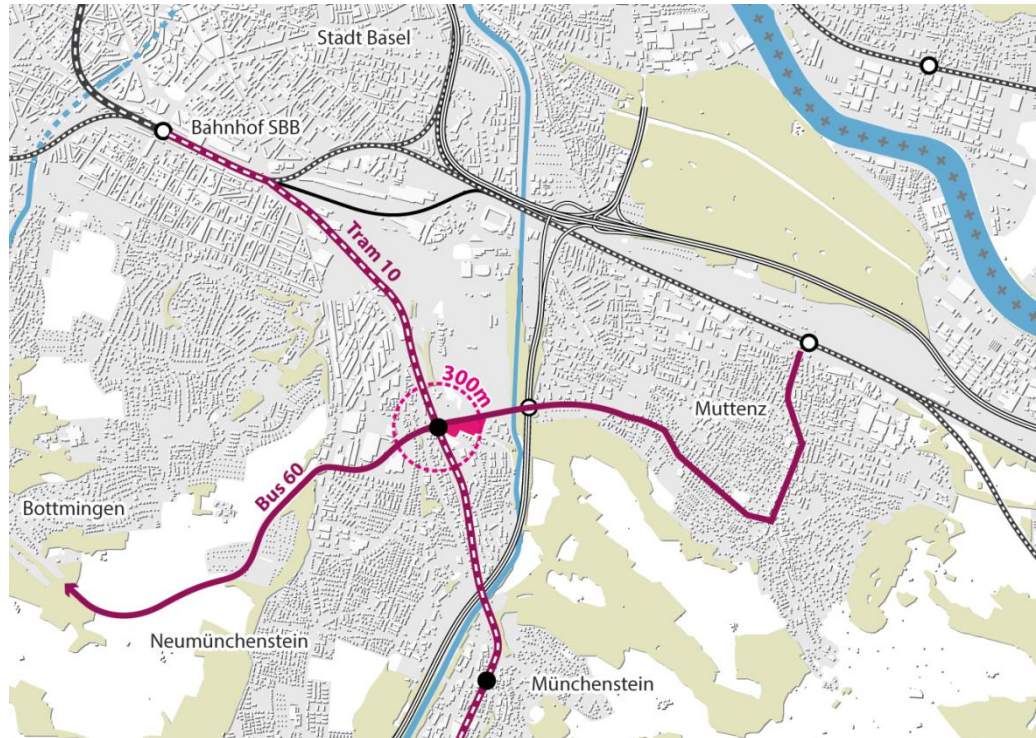 Stadt Basel
Bahnhof SBB
Tram 10
300m
Muttenz
Bus 60
Bottmingen
Neumünchenstein
Münchenstein